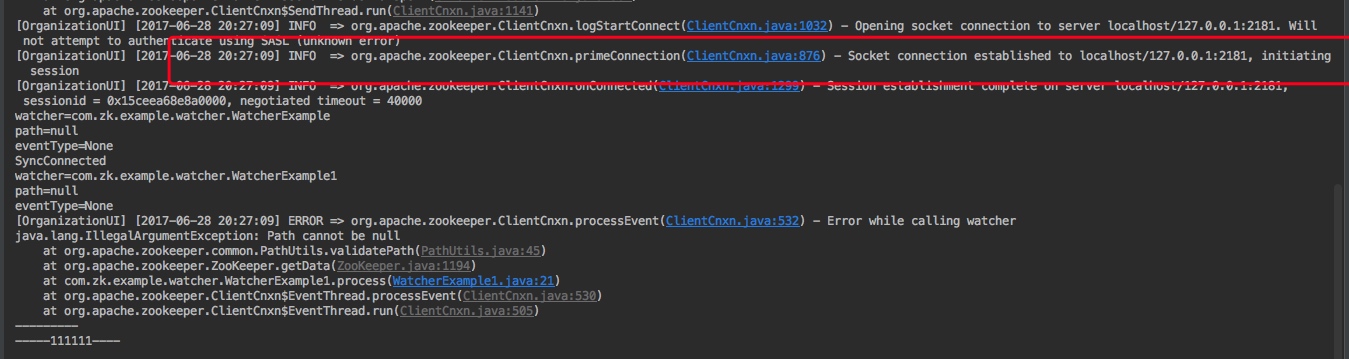 at org.apache.zookeeper.ClientCnxn$SendThread.run(ClientCnxn.java:1141)
[OrganizationUI] [2017-06-28 20:27:09] INFO  => org.apache.zookeeper.ClientCnxn.logStartConnect(ClientCnxn.java:1032) - Opening socket connection to server localhost/127.0.0.1:2181. Will
not attempt to authenticate using SASL (unknown error)
[OrganizationUI] [2017-06-28 20:27:09] INFO  => org.apache.zookeeper.ClientCnxn.primeConnection(ClientCnxn.java:876) - Socket connection established to localhost/127.0.0.1:2181, initiating
session
[OrganizationUI] [2017-06-28 20:27:09] INFO  => org.apache.zookeeper.ClientCnxn.onConnected(ClientCnxn.java:1299) - Session establishment complete on server localhost/127.0.0.1:2181,
sessionid = 0x15ceea68e8a0000, negotiated timeout = 40000
watcher=com.zk.example.watcher.WatcherExample
path=null
eventType=None
SyncConnected
watcher=com.zk.example.watcher.WatcherExample1
path=null
eventType=None
[OrganizationUI] [2017-06-28 20:27:09] ERROR => org.apache.zookeeper.ClientCnxn.processEvent(ClientCnxn.java:532) - Error while calling watcher
java.lang.IllegalArgumentException: Path cannot be null
at org.apache.zookeeper.common.PathUtils.validatePath(PathUtils.java:45)
at org.apache.zookeeper.ZooKeeper.getData(ZooKeeper.java:1194)
at com.zk.example.watcher.WatcherExample1.process(WatcherExample1.java:21)
at org.apache.zookeeper.ClientCnxn$EventThread.processEvent(ClientCnxn.java:530)
at org.apache.zookeeper.ClientCnxn$EventThread.run(ClientCnxn.java:505)
---------
-----111111----